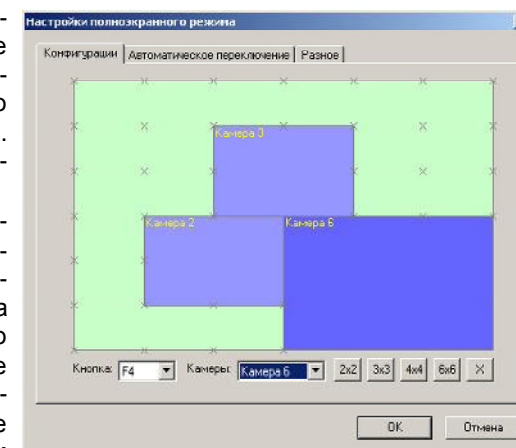 Настройки полноэкранного режима
Конфигурации Автоматическое переключение Разное
Камера 3
Камера 2 Камера 6
Кнопка: F4 Камеры: Камера 6 2x2 3x3 4x4 6x6 X
OK Отмена